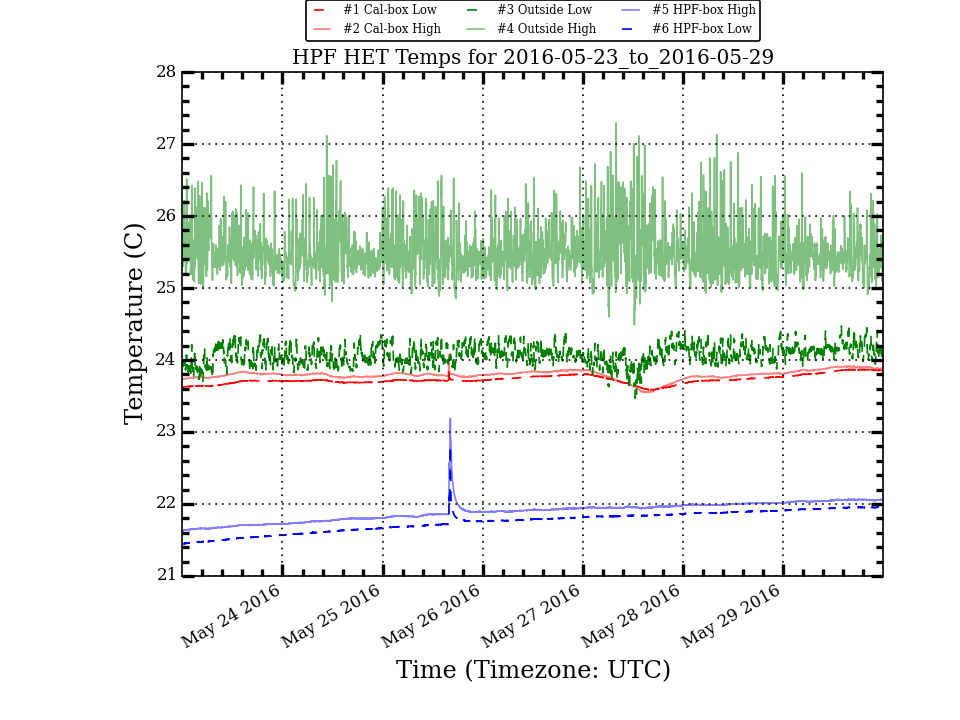 #1 Cal-box Low #3 Outside Low #5 HPF-box High
#2 Cal-box High #4 Outside High #6 HPF-box Low
HPF HET Temps for 2016-05-23_to_2016-05-29
28
27
26
25
24
23
22
21
Temperature (C)
May 24 2016 May 25 2016 May 26 2016 May 27 2016 May 28 2016 May 29 2016
Time (Timezone: UTC)